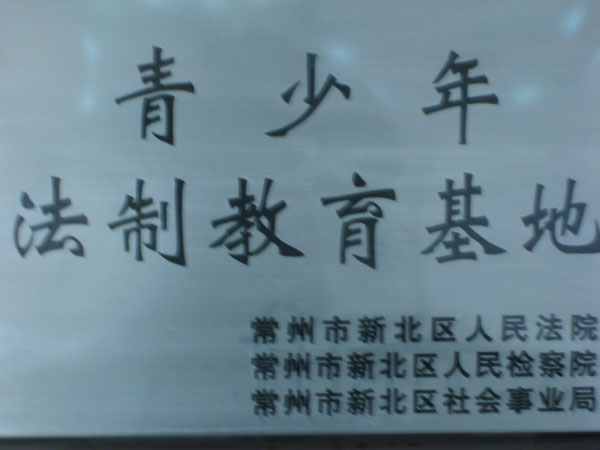 青少年
法制教育基地
常州市新北区人民法院
常州市新北区人民检察院
常州市新北区社会事业局